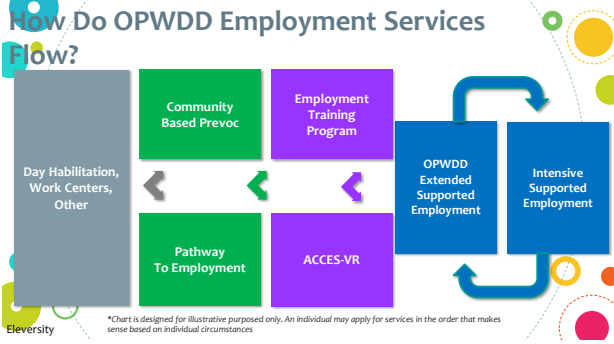 How Do OPWDD Employment Services
Flow?
Day Habilitation,
Work Centers,
Other
Community
Based Prevoc
Employment
Training
Program
Pathway
To Employment
ACCES-VR
OPWDD
Extended
Supported
Employment
Intensive
Supported
Employment
*Chart is designed for illustrative purposed only. An individual may apply for services in the order that makes
sense based on individual circumstances
Eleversity